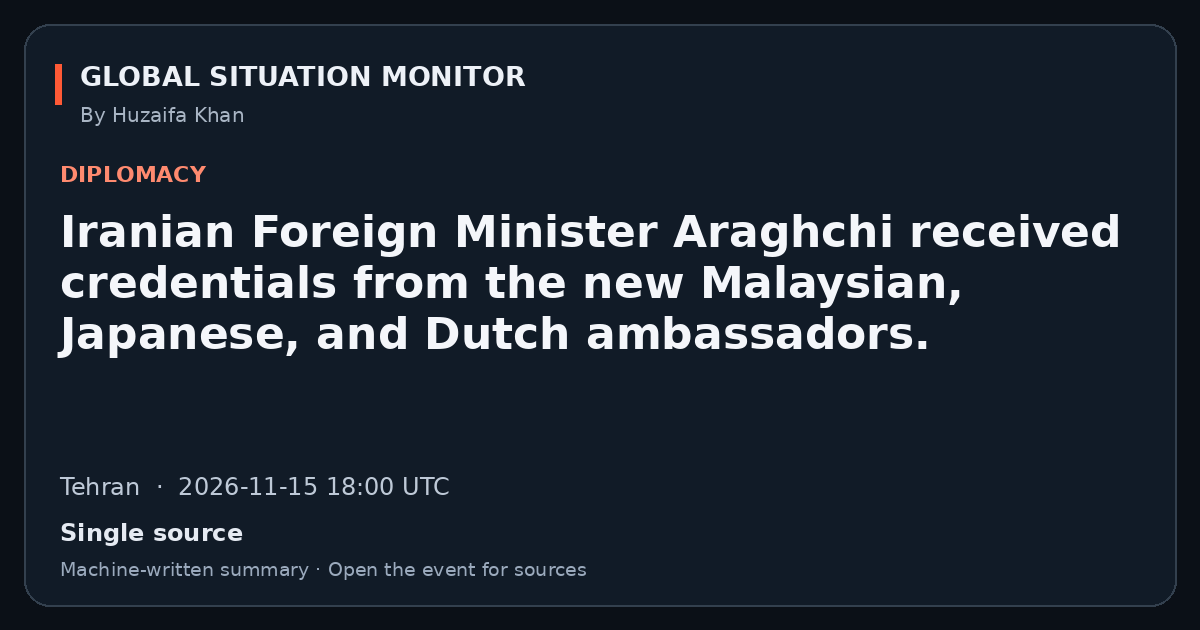 GLOBAL SITUATION MONITOR
By Huzaifa Khan
DIPLOMACY
Iranian Foreign Minister Araghchi received
credentials from the new Malaysian,
Japanese, and Dutch ambassadors.
Tehran · 2026-11-15 18:00 UTC
Single source
Machine-written summary · Open the event for sources